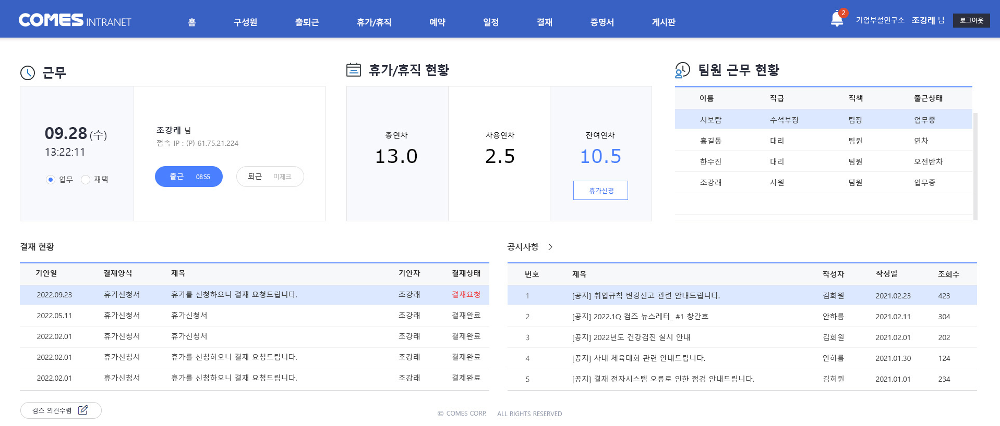 COMES INTRANET 홈 구성원 출퇴근 휴가/휴직 예약 일정 결재 증명서 게시판 2 기업부설연구소 조강래 님 로그아웃
근무
09.28 (수)
13:22:11
업무 재택
조강래 님
접속 IP : (P) 61.75.21.224
출근 08:55 퇴근 미체크
휴가/휴직 현황
총연차 사용연차 잔여연차
13.0 2.5 10.5
휴가신청
팀원 근무 현황
이름 직급 직책 출근상태
서보람 수석부장 팀장 업무중
홍길동 대리 팀원 연차
한수진 대리 팀원 오전반차
조강래 사원 팀원 업무중
결재 현황
기안일 결재양식 제목 기안자 결재상태
2022.09.23 휴가신청서 휴가를 신청하오니 결재 요청드립니다. 조강래 결재요청
2022.05.11 휴가신청서 휴가신청서 조강래 결재완료
2022.02.01 휴가신청서 휴가신청서 조강래 결제완료
2022.02.01 휴가신청서 휴가를 신청하오니 결재 요청드립니다. 조강래 결제완료
2022.02.01 휴가신청서 휴가를 신청하오니 결재 요청드립니다. 조강래 결제완료
공지사항
번호 제목 작성자 작성일 조회수
1 [공지] 취업규칙 변경신고 관련 안내드립니다. 김희원 2021.02.23 423
2 [공지] 2022.1Q 컴즈 뉴스레터_ #1 창간호 안하름 2021.02.11 304
3 [공지] 2022년도 건강검진 실시 안내 김희원 2021.02.01 202
4 [공지] 사내 체육대회 관련 안내드립니다. 안하름 2021.01.30 124
5 [공지] 결재 전자시스템 오류로 인한 점검 안내드립니다. 김희원 2021.01.01 234
컴즈 의견수렴
© COMES CORP. ALL RIGHTS RESERVED